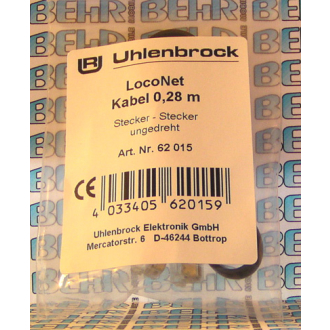 Uhlenbrock
LocoNet
Kabel 0,28 m
Stecker - Stecker
ungedreht
Art. Nr. 62 015
CE
4 033405 620159
Uhlenbrock Elektronik GmbH
Mercatorstr. 6 D-46244 Bottrop
BEHR